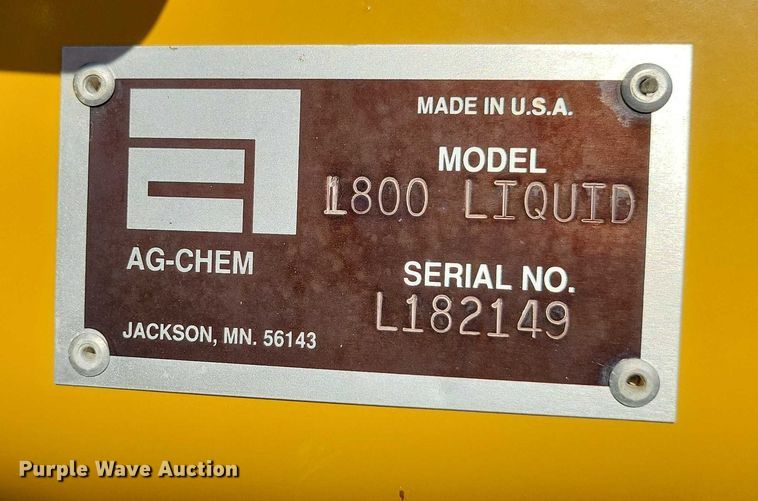 MADE IN U.S.A.
MODEL
1800 LIQUID
AG-CHEM
SERIAL NO.
L182149
JACKSON, MN. 56143
Purple Wave Auction